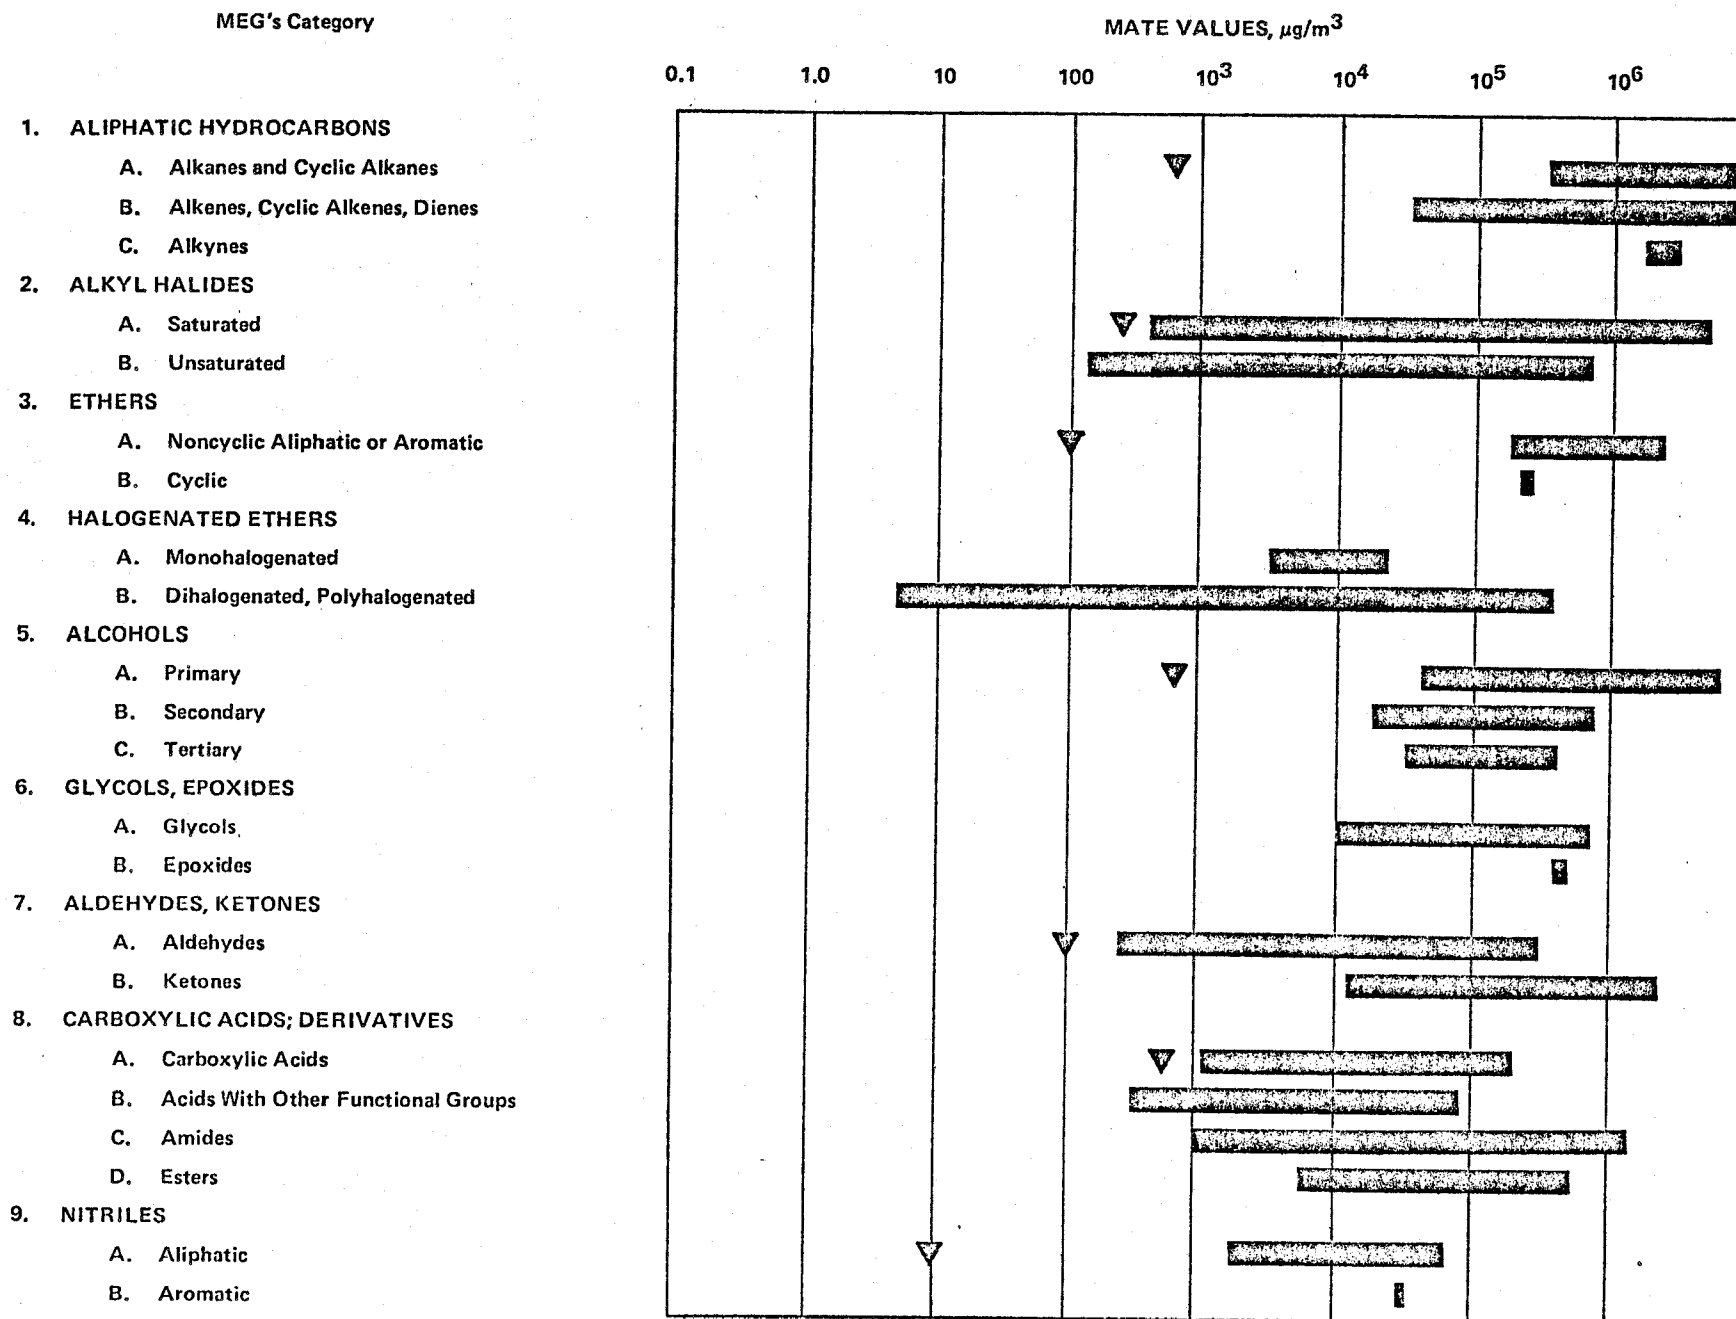 MEG's Category
MATE VALUES, μg/m³
0.1 1.0 10 100 10³ 10⁴ 10⁵ 10⁶
1. ALIPHATIC HYDROCARBONS
A. Alkanes and Cyclic Alkanes
B. Alkenes, Cyclic Alkenes, Dienes
C. Alkynes
2. ALKYL HALIDES
A. Saturated
B. Unsaturated
3. ETHERS
A. Noncyclic Aliphatic or Aromatic
B. Cyclic
4. HALOGENATED ETHERS
A. Monohalogenated
B. Dihalogenated, Polyhalogenated
5. ALCOHOLS
A. Primary
B. Secondary
C. Tertiary
6. GLYCOLS, EPOXIDES
A. Glycols
B. Epoxides
7. ALDEHYDES, KETONES
A. Aldehydes
B. Ketones
8. CARBOXYLIC ACIDS; DERIVATIVES
A. Carboxylic Acids
B. Acids With Other Functional Groups
C. Amides
D. Esters
9. NITRILES
A. Aliphatic
B. Aromatic